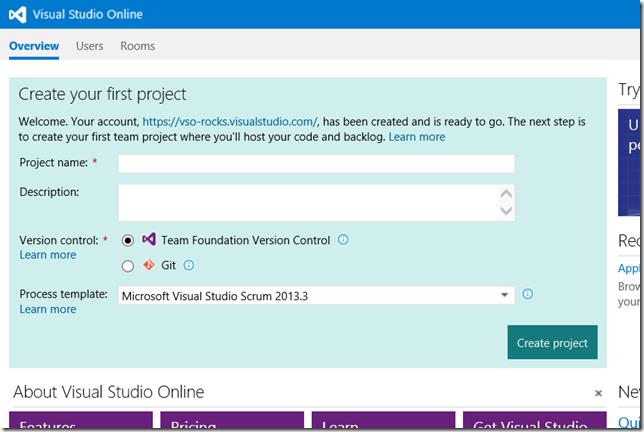 Visual Studio Online
Overview Users Rooms
Create your first project
Welcome. Your account, https://vso-rocks.visualstudio.com/, has been created and is ready to go. The next step is
to create your first team project where you'll host your code and backlog. Learn more
Project name: *
Description:
Version control: * Team Foundation Version Control
Learn more
Git
Process template: Microsoft Visual Studio Scrum 2013.3
Learn more
Create project
About Visual Studio Online
Features Pricing Learn Get Visual Studio
Try
U
pe
Rec
Appl
Brow
your
Nev
Qui